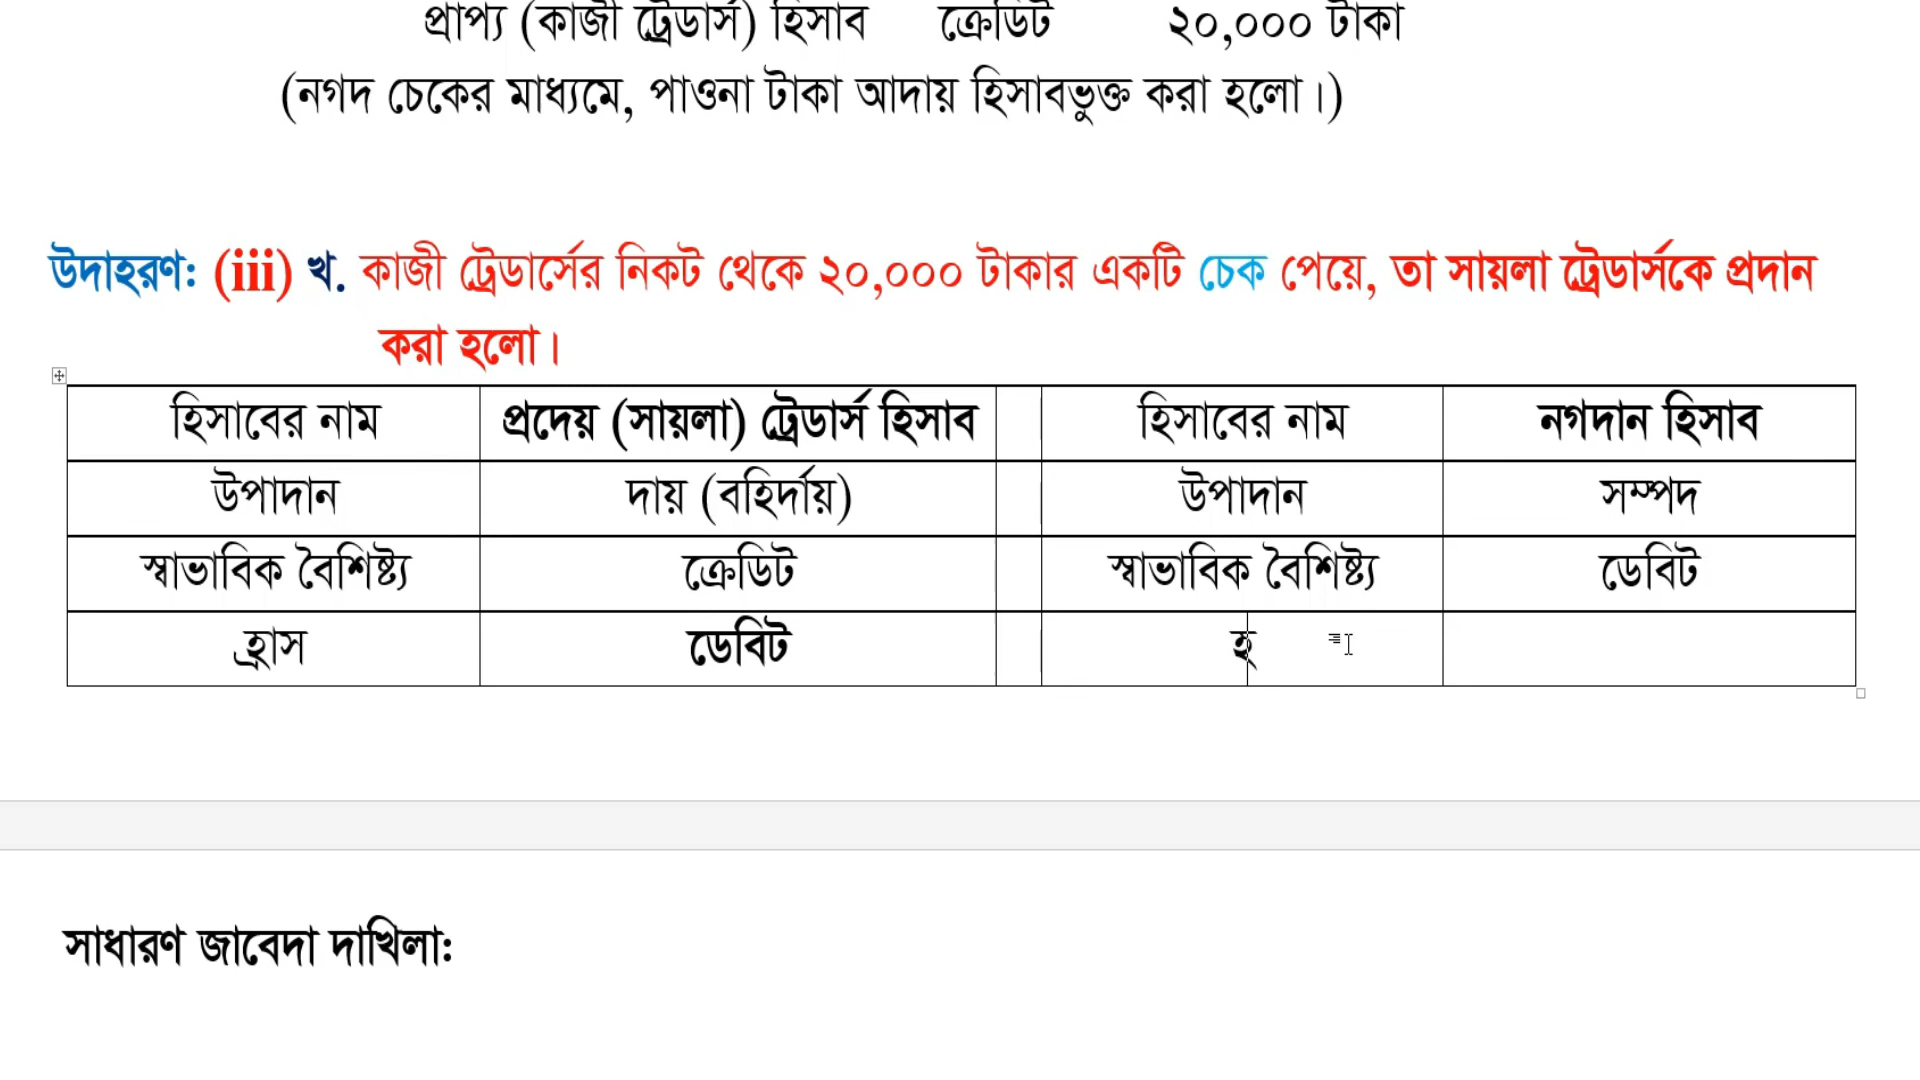 প্রাপ্য (কাজী ট্রেডার্স) হিসাব ক্রেডিট ২০,০০০ টাকা
(নগদ চেকের মাধ্যমে, পাওনা টাকা আদায় হিসাবভুক্ত করা হলো।)
উদাহরণ: (iii) খ. কাজী ট্রেডার্সের নিকট থেকে ২০,০০০ টাকার একটি চেক পেয়ে, তা সায়লা ট্রেডার্সকে প্রদান
করা হলো।
হিসাবের নাম প্রদেয় (সায়লা) ট্রেডার্স হিসাব হিসাবের নাম নগদান হিসাব
উপাদান দায় (বহির্দায়) উপাদান সম্পদ
স্বাভাবিক বৈশিষ্ট্য ক্রেডিট স্বাভাবিক বৈশিষ্ট্য ডেবিট
হ্রাস ডেবিট হ্
সাধারণ জাবেদা দাখিলা: